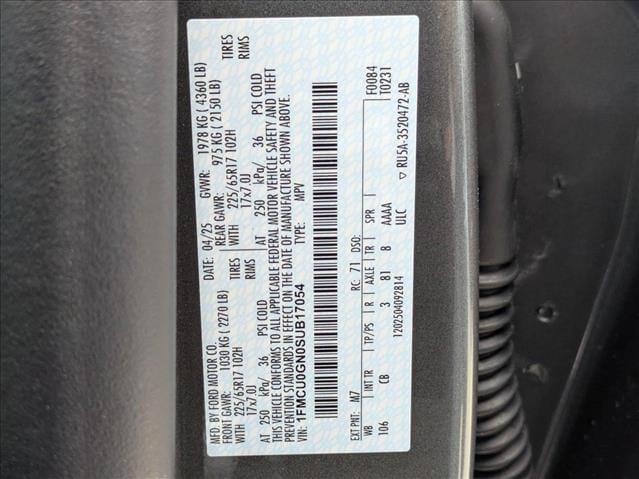 MFD. BY FORD MOTOR CO.
DATE: 04/25 GVWR: 1978 KG ( 4360 LB)
FRONT GAWR: 1030 KG ( 2270 LB) REAR GAWR: 975 KG ( 2150 LB)
WITH 225/65R17 102H TIRES WITH 225/65R17 102H TIRES
17x7.0J RIMS 17x7.0J RIMS
AT 250 kPa/ 36 PSI COLD AT 250 kPa/ 36 PSI COLD
THIS VEHICLE CONFORMS TO ALL APPLICABLE FEDERAL MOTOR VEHICLE SAFETY AND THEFT
PREVENTION STANDARDS IN EFFECT ON THE DATE OF MANUFACTURE SHOWN ABOVE.
VIN: 1FMCU0GN0SUB17054 TYPE: MPV
F0084
EXT PNT: M7 RC: 71 DSO: T0231
WB INT TR TP/PS R AXLE TR SPR
106 CB 3 81 8 AAAA
ULC
1202504092814
▽ RU5A-3520472-AB